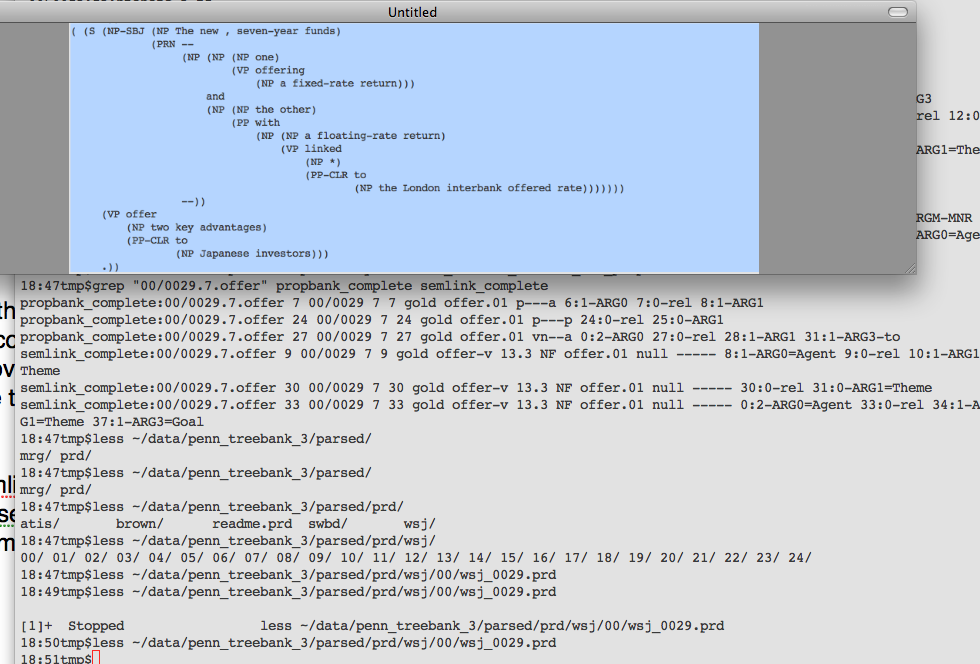 Untitled
( (S (NP-SBJ (NP The new , seven-year funds)
(PRN --
(NP (NP (NP one)
(VP offering
(NP a fixed-rate return)))
and
(NP (NP the other)
(PP with
(NP (NP a floating-rate return)
(VP linked
(NP *)
(PP-CLR to
(NP the London interbank offered rate)))))))
--))
(VP offer
(NP two key advantages)
(PP-CLR to
(NP Japanese investors)))
.))
G3
rel 12:0
ARG1=The
RGM-MNR
ARG0=Age
18:47tmp$grep "00/0029.7.offer" propbank_complete semlink_complete
propbank_complete:00/0029.7.offer 7 00/0029 7 7 gold offer.01 p---a 6:1-ARG0 7:0-rel 8:1-ARG1
propbank_complete:00/0029.7.offer 24 00/0029 7 24 gold offer.01 p---p 24:0-rel 25:0-ARG1
propbank_complete:00/0029.7.offer 27 00/0029 7 27 gold offer.01 vn--a 0:2-ARG0 27:0-rel 28:1-ARG1 31:1-ARG3-to
semlink_complete:00/0029.7.offer 9 00/0029 7 9 gold offer-v 13.3 NF offer.01 null ----- 8:1-ARG0=Agent 9:0-rel 10:1-ARG1
Theme
semlink_complete:00/0029.7.offer 30 00/0029 7 30 gold offer-v 13.3 NF offer.01 null ----- 30:0-rel 31:0-ARG1=Theme
semlink_complete:00/0029.7.offer 33 00/0029 7 33 gold offer-v 13.3 NF offer.01 null ----- 0:2-ARG0=Agent 33:0-rel 34:1-A
G1=Theme 37:1-ARG3=Goal
18:47tmp$less ~/data/penn_treebank_3/parsed/
mrg/ prd/
18:47tmp$less ~/data/penn_treebank_3/parsed/
mrg/ prd/
18:47tmp$less ~/data/penn_treebank_3/parsed/prd/
atis/ brown/ readme.prd swbd/ wsj/
18:47tmp$less ~/data/penn_treebank_3/parsed/prd/wsj/
00/ 01/ 02/ 03/ 04/ 05/ 06/ 07/ 08/ 09/ 10/ 11/ 12/ 13/ 14/ 15/ 16/ 17/ 18/ 19/ 20/ 21/ 22/ 23/ 24/
18:47tmp$less ~/data/penn_treebank_3/parsed/prd/wsj/00/wsj_0029.prd
18:49tmp$less ~/data/penn_treebank_3/parsed/prd/wsj/00/wsj_0029.prd
[1]+ Stopped less ~/data/penn_treebank_3/parsed/prd/wsj/00/wsj_0029.prd
18:50tmp$less ~/data/penn_treebank_3/parsed/prd/wsj/00/wsj_0029.prd
18:51tmp$